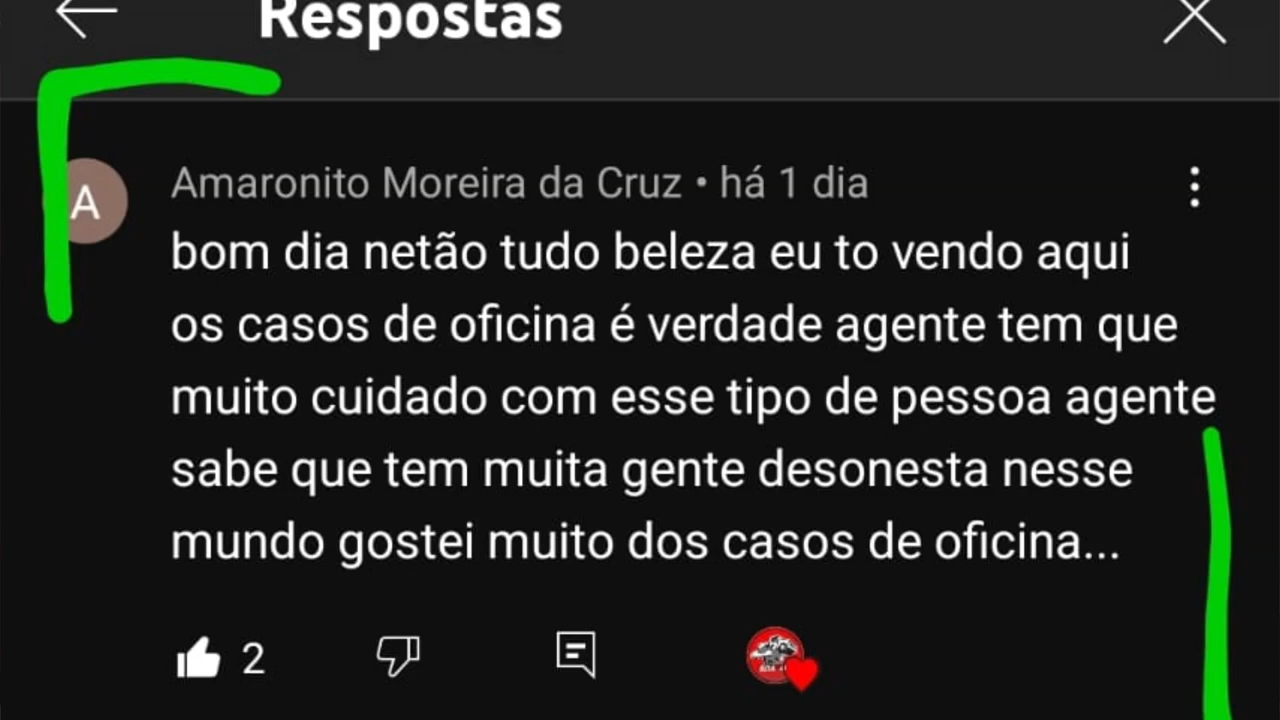 Respostas
A
Amaronito Moreira da Cruz • há 1 dia
bom dia netão tudo beleza eu to vendo aqui
os casos de oficina é verdade agente tem que
muito cuidado com esse tipo de pessoa agente
sabe que tem muita gente desonesta nesse
mundo gostei muito dos casos de oficina...
2